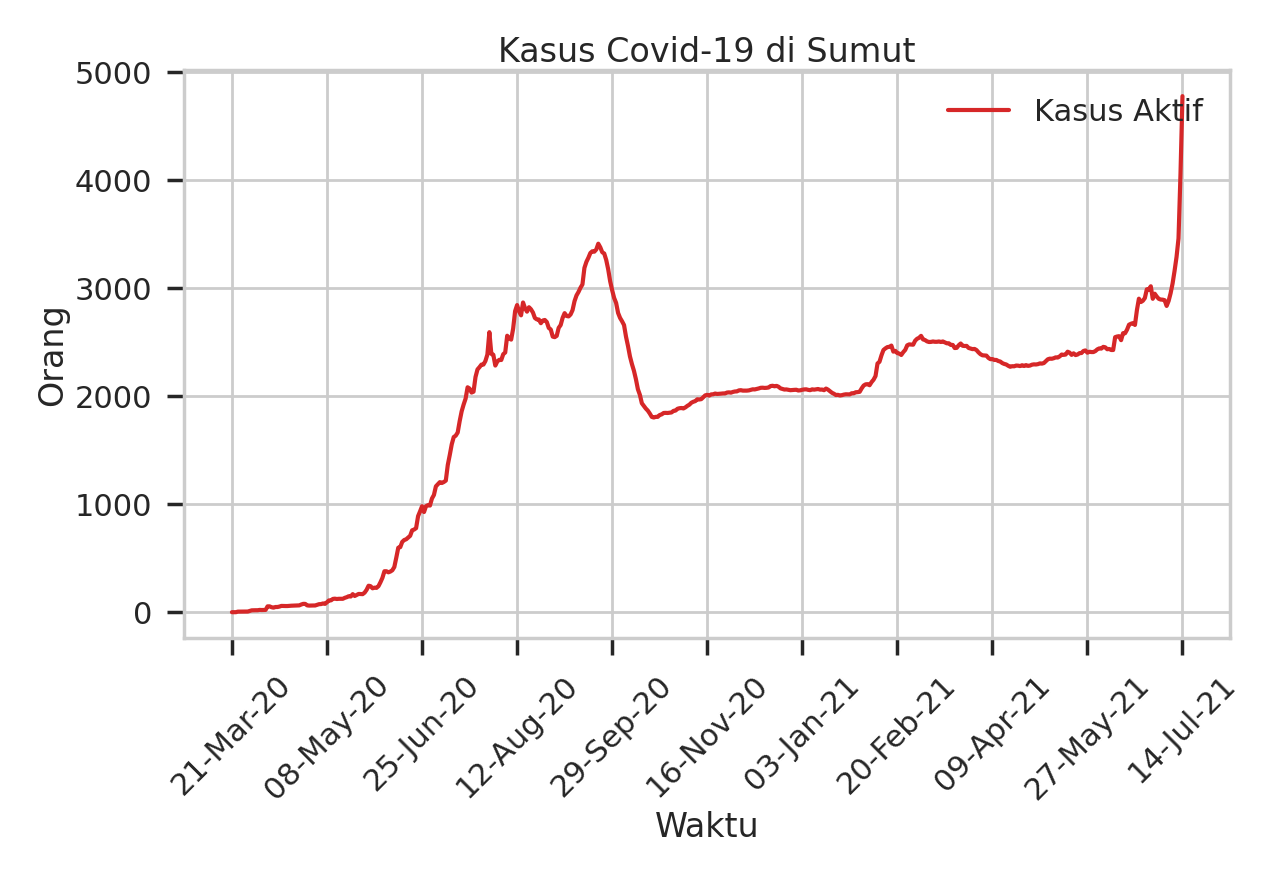 Kasus Covid-19 di Sumut
Kasus Aktif
Orang
5000
4000
3000
2000
1000
0
21-Mar-20
08-May-20
25-Jun-20
12-Aug-20
29-Sep-20
16-Nov-20
03-Jan-21
20-Feb-21
09-Apr-21
27-May-21
14-Jul-21
Waktu